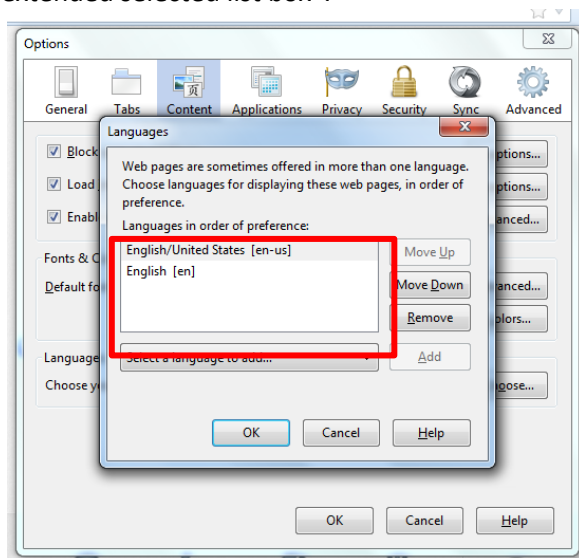 Options
General Tabs Content Applications Privacy Security Sync Advanced
Languages
Block
ptions...
Web pages are sometimes offered in more than one language.
Choose languages for displaying these web pages, in order of
preference.
Load
ptions...
Enabl
anced...
Languages in order of preference:
English/United States [en-us]
English [en]
Move Up
Move Down
Remove
Fonts & C
Default fo
anced...
olors...
Select a language to add...
Add
Language
Choose y
oose...
OK Cancel Help
OK Cancel Help